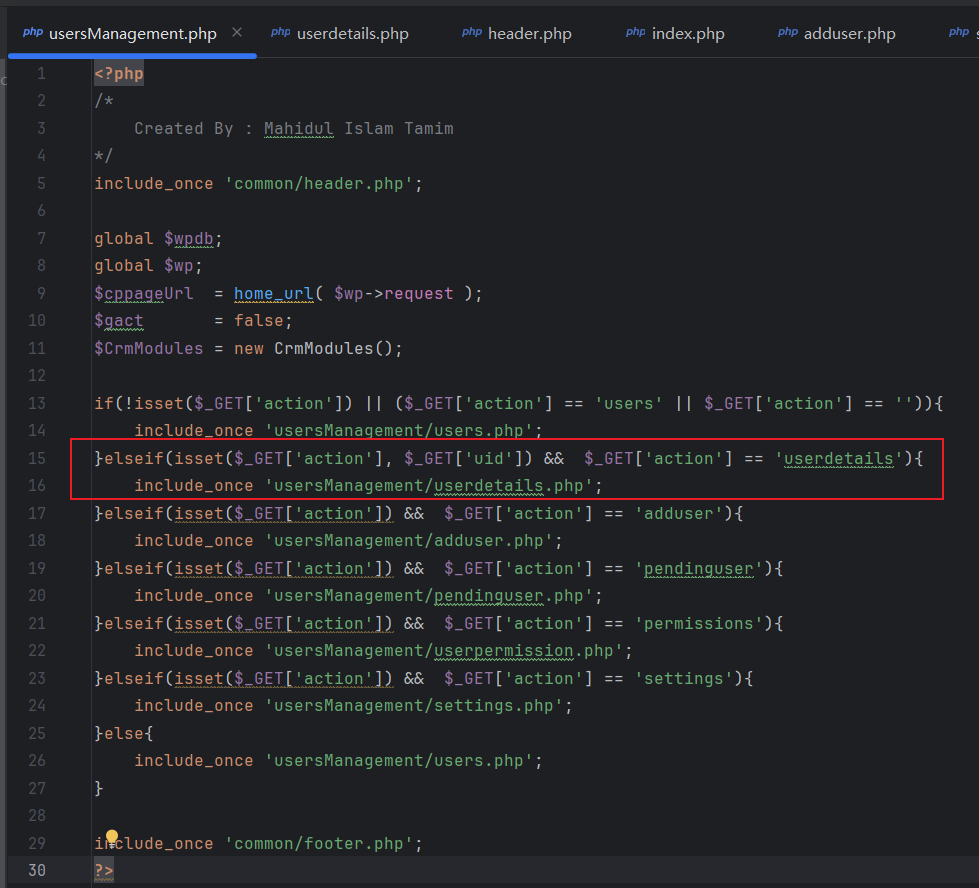 php usersManagement.php × php userdetails.php php header.php php index.php php adduser.php php
1 <?php
2 /*
3     Created By : Mahidul Islam Tamim
4 */
5 include_once 'common/header.php';
6
7 global $wpdb;
8 global $wp;
9 $cppageUrl  = home_url( $wp->request );
10 $qact       = false;
11 $CrmModules = new CrmModules();
12
13 if(!isset($_GET['action']) || ($_GET['action'] == 'users' || $_GET['action'] == '')){
14     include_once 'usersManagement/users.php';
15 }elseif(isset($_GET['action'], $_GET['uid']) &&  $_GET['action'] == 'userdetails'){
16     include_once 'usersManagement/userdetails.php';
17 }elseif(isset($_GET['action']) &&  $_GET['action'] == 'adduser'){
18     include_once 'usersManagement/adduser.php';
19 }elseif(isset($_GET['action']) &&  $_GET['action'] == 'pendinguser'){
20     include_once 'usersManagement/pendinguser.php';
21 }elseif(isset($_GET['action']) &&  $_GET['action'] == 'permissions'){
22     include_once 'usersManagement/userpermission.php';
23 }elseif(isset($_GET['action']) &&  $_GET['action'] == 'settings'){
24     include_once 'usersManagement/settings.php';
25 }else{
26     include_once 'usersManagement/users.php';
27 }
28
29 include_once 'common/footer.php';
30 ?>